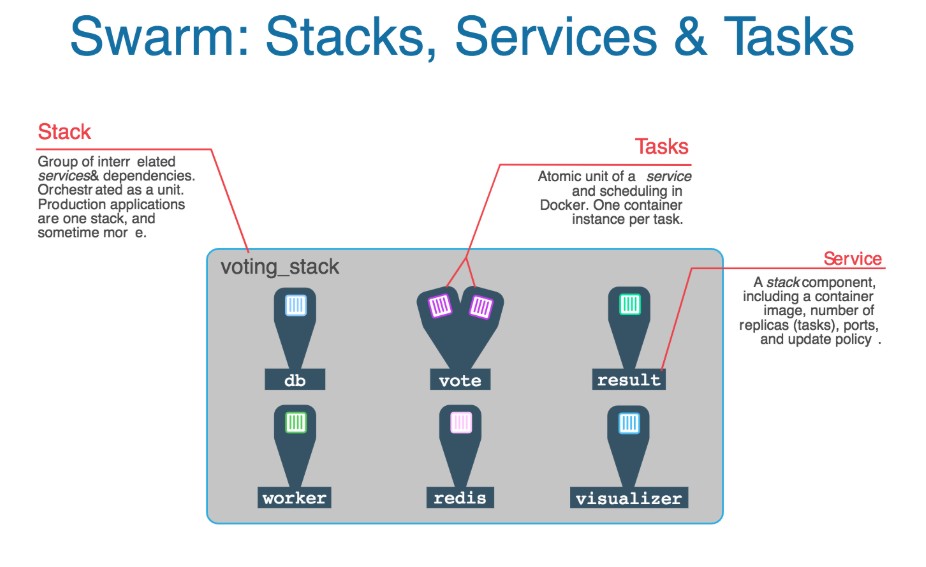 Swarm: Stacks, Services & Tasks
Stack
Group of interr elated
services& dependencies.
Orchestr ated as a unit.
Production applications
are one stack, and
sometime mor e.
Tasks
Atomic unit of a service
and scheduling in
Docker. One container
instance per task.
Service
A stack component,
including a container
image, number of
replicas (tasks), ports,
and update policy .
voting_stack
db
vote
result
worker
redis
visualizer